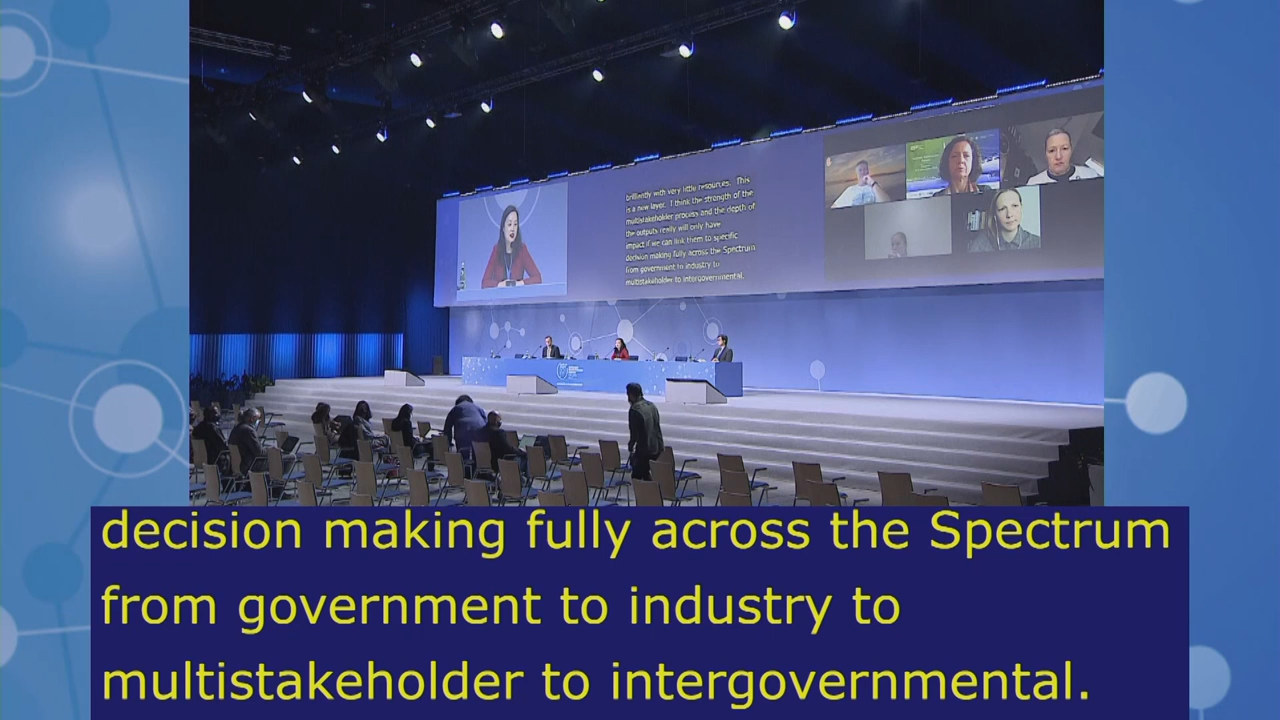 brilliantly with very little resources. This
is a new layer. I think the strength of the
multistakeholder process and the depth of
the outputs really will only have
impact if we can link them to specific
decision making fully across the Spectrum
from government to industry to
multistakeholder to intergovernmental.
decision making fully across the Spectrum
from government to industry to
multistakeholder to intergovernmental.